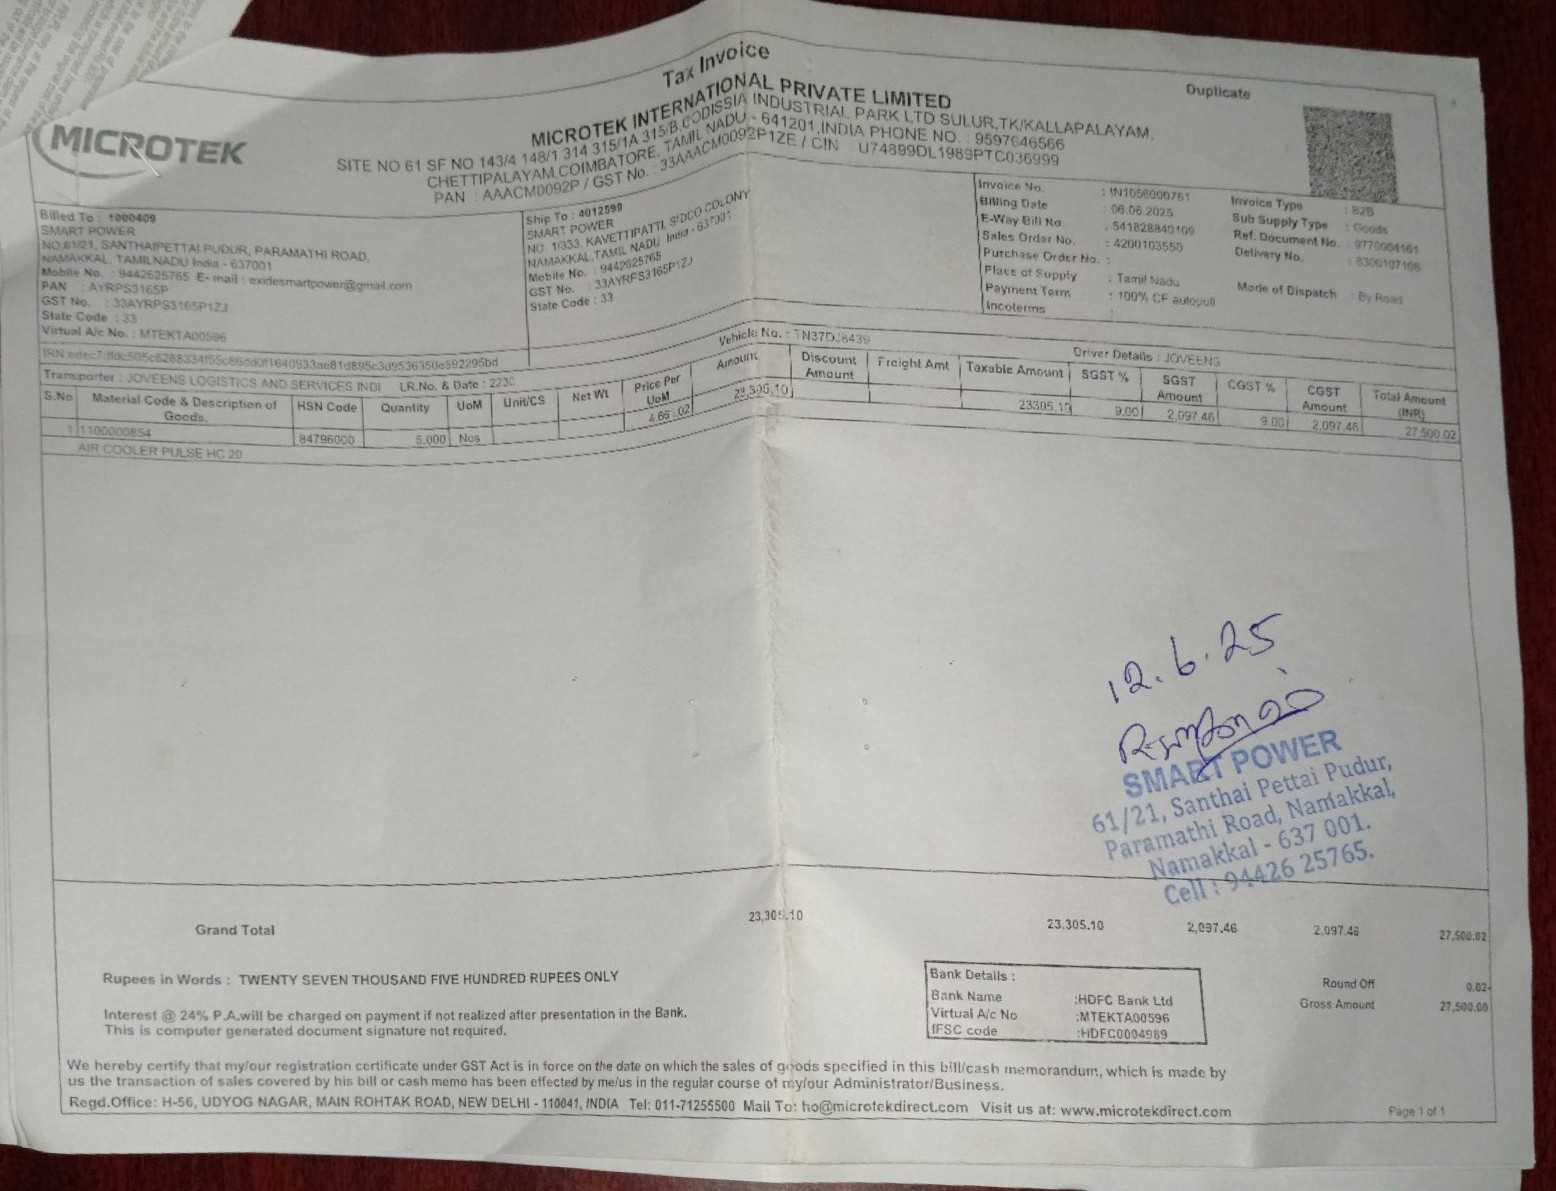 Tax Invoice
Duplicate
MICROTEK
MICROTEK INTERNATIONAL PRIVATE LIMITED
SITE NO 61 SF NO 143/4 148/1 314 315/1A 315/B,CODISSIA INDUSTRIAL PARK LTD SULUR,TK/KALLAPALAYAM,
CHETTIPALAYAM,COIMBATORE, TAMIL NADU - 641201,INDIA PHONE NO. : 9597646566
PAN : AAACM0092P / GST No. : 33AAACM0092P1ZE / CIN U74899DL1989PTC036999
Billed To : 1000409
SMART POWER
NO.61/21, SANTHAIPETTAI PUDUR, PARAMATHI ROAD,
NAMAKKAL, TAMILNADU India - 637001
Mobile No. : 9442625765 E- mail : exidesmartpower@gmail.com
PAN : AYRPS3165P
GST No. : 33AYRPS3165P1ZJ
State Code : 33
Virtual A/c No. : MTEKTA00596
Ship To : 4012599
SMART POWER
NO. 1/333, KAVETTIPATTI, SIDCO COLONY
NAMAKKAL,TAMIL NADU India - 637001
Mobile No. : 9442625765
GST No. : 33AYRPS3165P1ZJ
State Code : 33
Invoice No. : IN1056000761
Billing Date : 06.06.2025
E-Way Bill No. : 541828840109
Sales Order No. : 4200103550
Purchase Order No. :
Place of Supply : Tamil Nadu
Payment Term : 100% CF autopull
Incoterms :
Invoice Type : B2B
Sub Supply Type : Goods
Ref. Document No. : 9770004161
Delivery No. : 8300107106
Mode of Dispatch : By Road
IRN:
Transporter : JOVEENS LOGISTICS AND SERVICES INDI LR.No. & Date : 2230
Vehicle No. : TN37DJ8439
Driver Details : JOVEENS
S.No Material Code & Description of Goods. HSN Code Quantity UoM Unit/CS Net Wt Price Per UoM Amount Discount Amount Freight Amt Taxable Amount SGST % SGST Amount CGST % CGST Amount Total Amount (INR)
1 1100000854 84796000 5.000 Nos 23,305.10 23305.10 9.00 2,097.46 9.00 2,097.46 27,500.02
AIR COOLER PULSE HC 20
12.6.25
SMART POWER
61/21, Santhai Pettai Pudur,
Paramathi Road, Namakkal,
Namakkal - 637 001.
Cell : 94426 25765.
Grand Total 23,305.10 23,305.10 2,097.46 2,097.46 27,500.02
Rupees in Words : TWENTY SEVEN THOUSAND FIVE HUNDRED RUPEES ONLY
Round Off 0.02-
Gross Amount 27,500.00
Interest @ 24% P.A.will be charged on payment if not realized after presentation in the Bank.
This is computer generated document signature not required.
Bank Details :
Bank Name :HDFC Bank Ltd
Virtual A/c No :MTEKTA00596
IFSC code :HDFC0004989
We hereby certify that my/our registration certificate under GST Act is in force on the date on which the sales of goods specified in this bill/cash memorandum, which is made by
us the transaction of sales covered by his bill or cash memo has been effected by me/us in the regular course of my/our Administrator/Business.
Regd.Office: H-56, UDYOG NAGAR, MAIN ROHTAK ROAD, NEW DELHI - 110041, INDIA Tel: 011-71255500 Mail To: ho@microtekdirect.com Visit us at: www.microtekdirect.com
Page 1 of 1